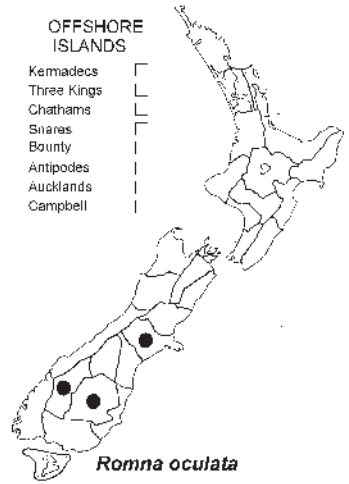 OFFSHORE
ISLANDS
Kermadecs
Three Kings
Chathams
Snares
Bounty
Antipodes
Aucklands
Campbell
Romna oculata